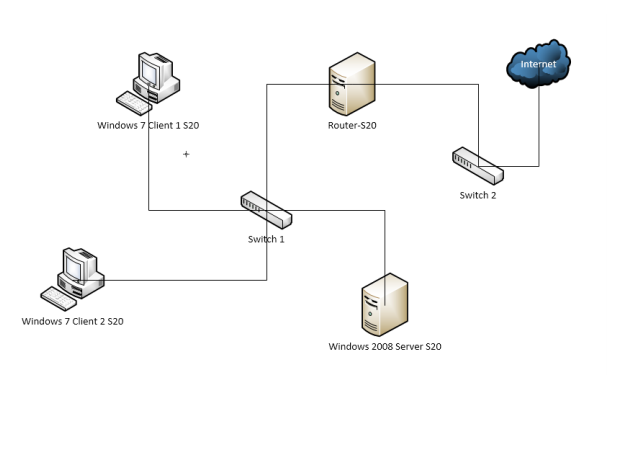 Internet
Windows 7 Client 1 S20
Router-S20
Switch 2
Switch 1
Windows 7 Client 2 S20
Windows 2008 Server S20